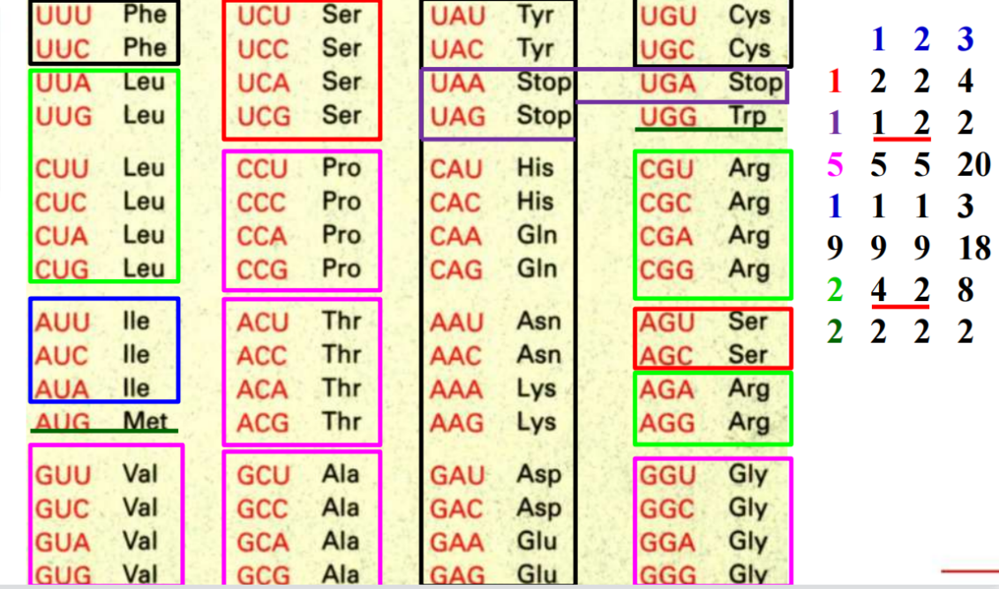 UUU Phe UCU Ser UAU Tyr UGU Cys
UUC Phe UCC Ser UAC Tyr UGC Cys
UUA Leu UCA Ser UAA Stop UGA Stop
UUG Leu UCG Ser UAG Stop UGG Trp
CUU Leu CCU Pro CAU His CGU Arg
CUC Leu CCC Pro CAC His CGC Arg
CUA Leu CCA Pro CAA Gln CGA Arg
CUG Leu CCG Pro CAG Gln CGG Arg
AUU Ile ACU Thr AAU Asn AGU Ser
AUC Ile ACC Thr AAC Asn AGC Ser
AUA Ile ACA Thr AAA Lys AGA Arg
AUG Met ACG Thr AAG Lys AGG Arg
GUU Val GCU Ala GAU Asp GGU Gly
GUC Val GCC Ala GAC Asp GGC Gly
GUA Val GCA Ala GAA Glu GGA Gly
GUG Val GCG Ala GAG Glu GGG Gly
1 2 3
1 2 2 4
1 1 2 2
5 5 5 20
1 1 1 3
9 9 9 18
2 4 2 8
2 2 2 2